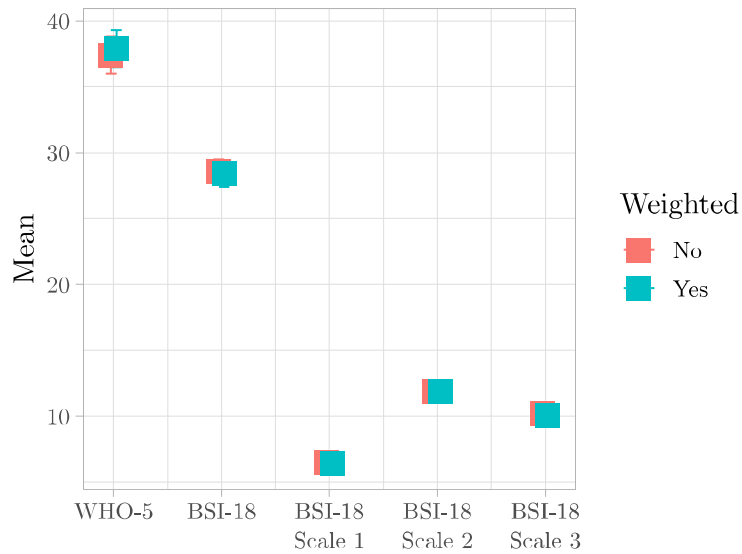 40
30
20
10
Mean
WHO-5
BSI-18
BSI-18
Scale 1
BSI-18
Scale 2
BSI-18
Scale 3
Weighted
No
Yes